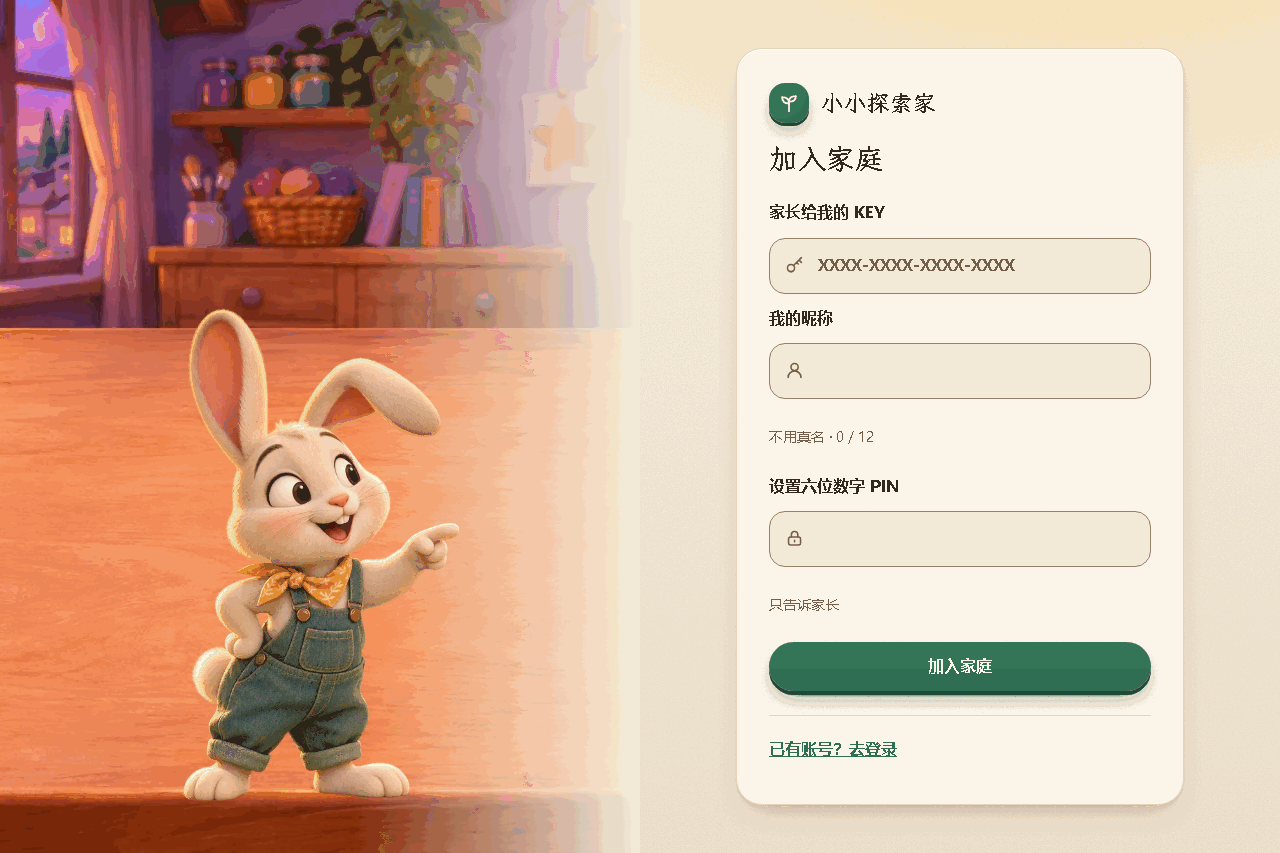 小小探索家
加入家庭
家长给我的 KEY
XXXX-XXXX-XXXX-XXXX
我的昵称
不用真名 · 0 / 12
设置六位数字 PIN
只告诉家长
加入家庭
已有账号？去登录